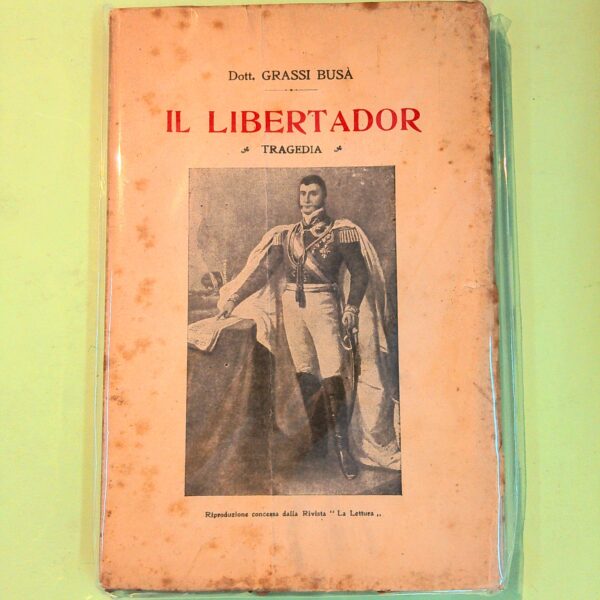 Dott. GRASSI BUSÀ
IL LIBERTADOR
TRAGEDIA
Riproduzione concessa dalla Rivista “ La Lettura „